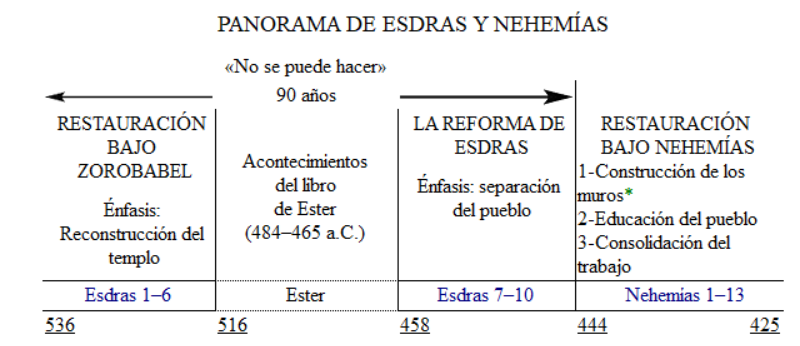 PANORAMA DE ESDRAS Y NEHEMÍAS
«No se puede hacer»
90 años
RESTAURACIÓN
BAJO
ZOROBABEL
Énfasis:
Reconstrucción del
templo
Acontecimientos
del libro
de Ester
(484–465 a.C.)
LA REFORMA DE
ESDRAS
Énfasis: separación
del pueblo
RESTAURACIÓN
BAJO NEHEMÍAS
1-Construcción de los
muros*
2-Educación del pueblo
3-Consolidación del
trabajo
Esdras 1–6
Ester
Esdras 7–10
Nehemías 1–13
536
516
458
444
425